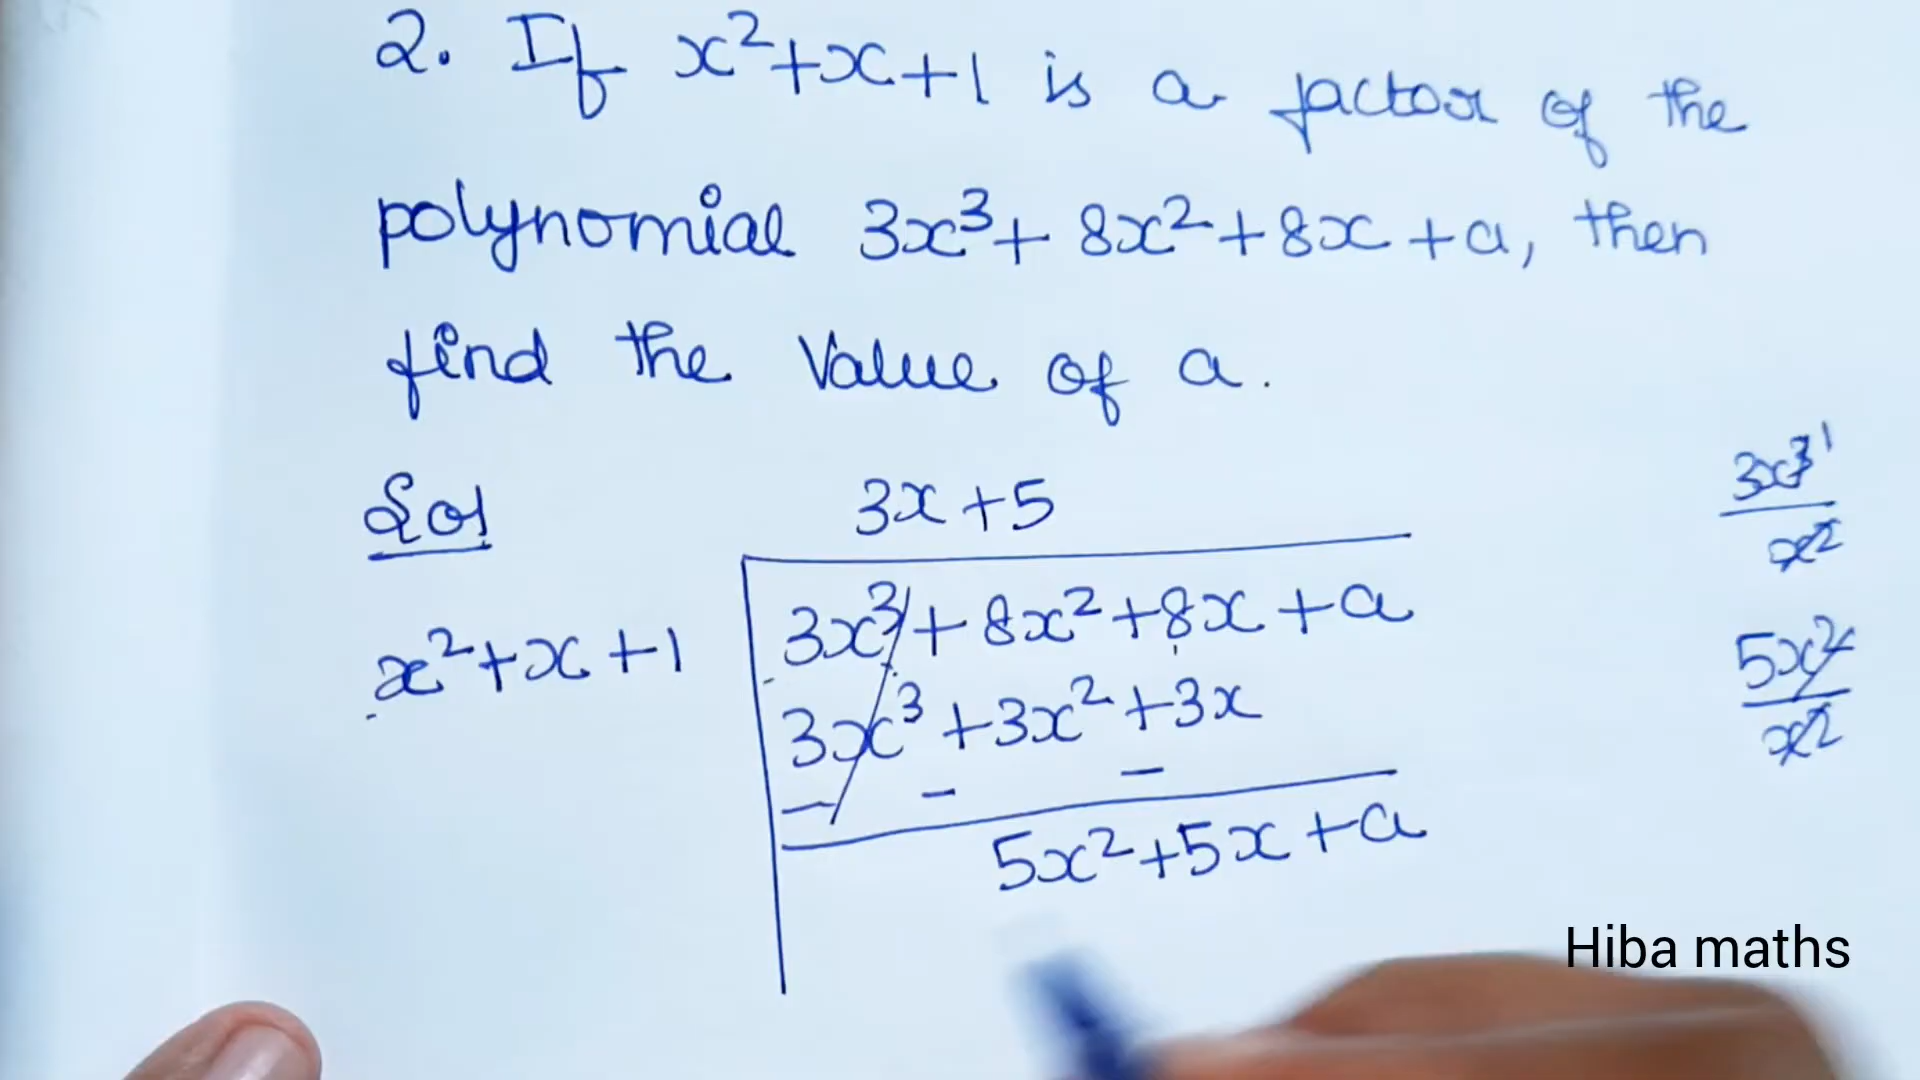 2. If x²+x+1 is a factor of the
polynomial 3x³+ 8x²+8x+a, then
find the Value of a.
Sol
3x+5
x²+x+1
3x³+8x²+8x+a
3x³+3x²+3x
- - -
5x²+5x+a
3x³ 1
x²
5x²
x²
Hiba maths